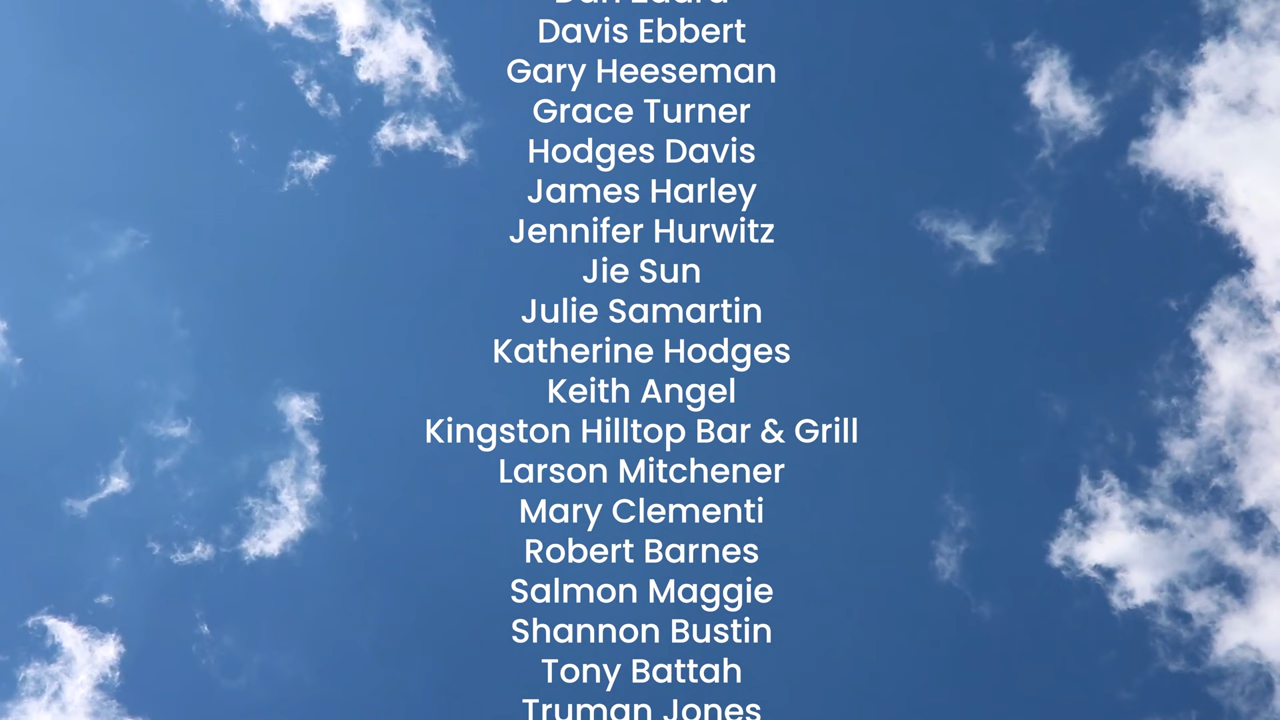 Davis Ebbert
Gary Heeseman
Grace Turner
Hodges Davis
James Harley
Jennifer Hurwitz
Jie Sun
Julie Samartin
Katherine Hodges
Keith Angel
Kingston Hilltop Bar & Grill
Larson Mitchener
Mary Clementi
Robert Barnes
Salmon Maggie
Shannon Bustin
Tony Battah
Truman Jones